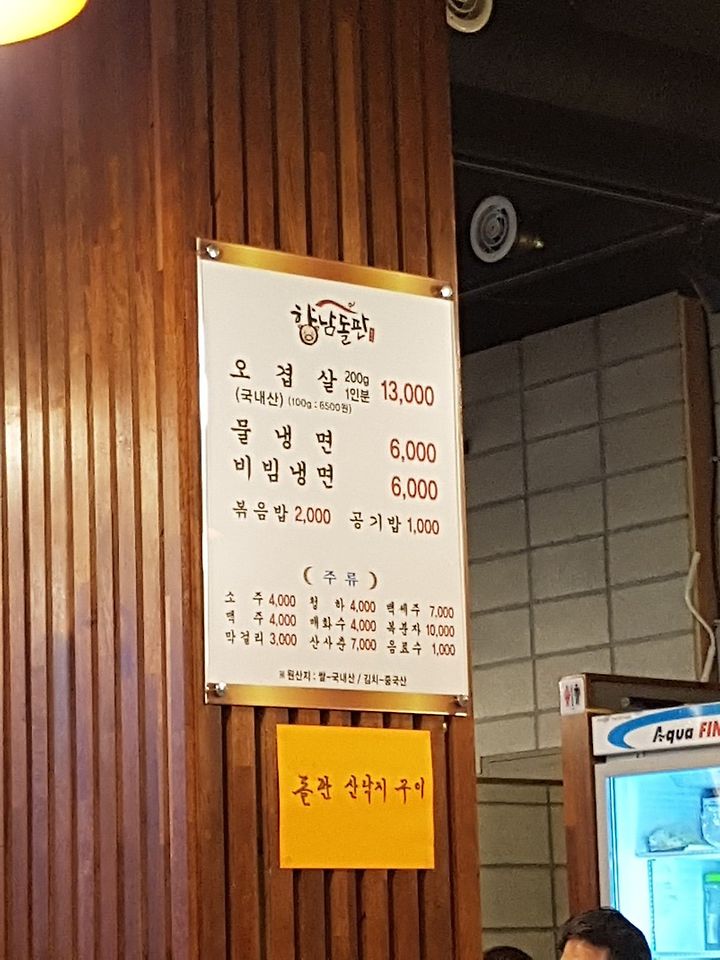 향남돌판
오겹살 200g 1인분 13,000
(국내산) (100g : 6500원)
물냉면 6,000
비빔냉면 6,000
볶음밥 2,000 공기밥 1,000
( 주류 )
소주 4,000 청하 4,000 백세주 7,000
맥주 4,000 매화수 4,000 복분자 10,000
막걸리 3,000 산사춘 7,000 음료수 1,000
※ 원산지 : 쌀-국내산 / 김치-중국산
돌판 산낙지 구이
Aqua FIN